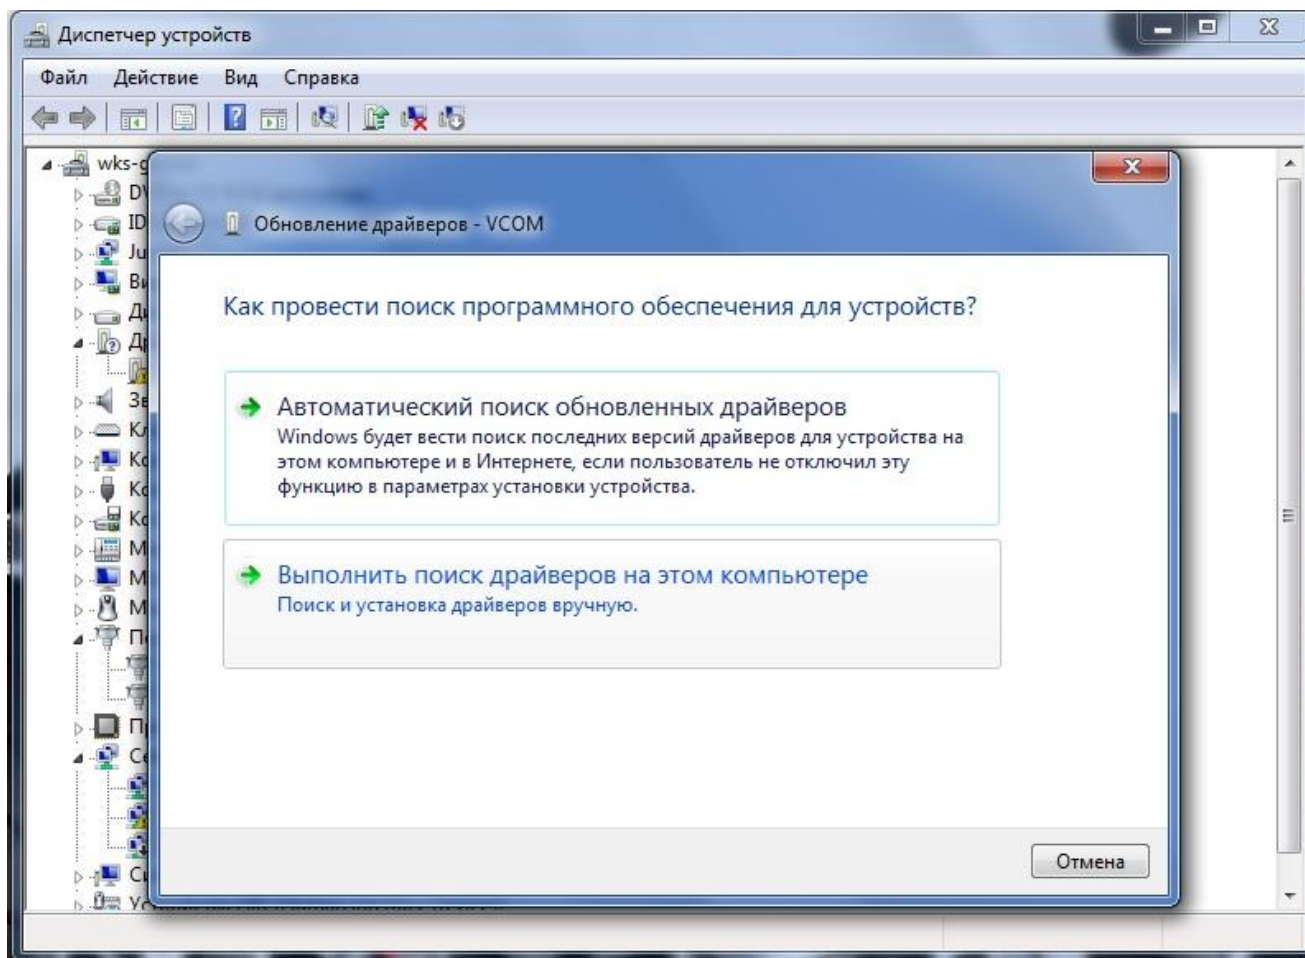 Диспетчер устройств
Файл Действие Вид Справка
Обновление драйверов - VCOM
Как провести поиск программного обеспечения для устройств?
Автоматический поиск обновленных драйверов
Windows будет вести поиск последних версий драйверов для устройства на
этом компьютере и в Интернете, если пользователь не отключил эту
функцию в параметрах установки устройства.
Выполнить поиск драйверов на этом компьютере
Поиск и установка драйверов вручную.
Отмена